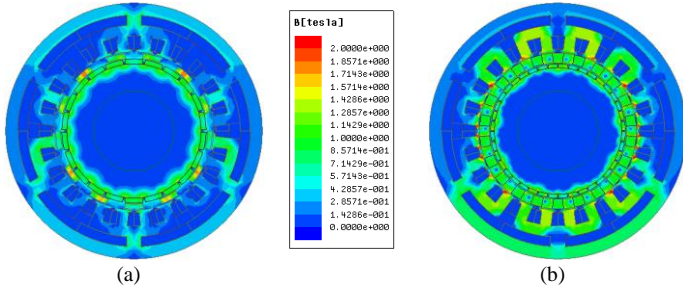 B[tesla]
2.0000e+000
1.8571e+000
1.7143e+000
1.5714e+000
1.4286e+000
1.2857e+000
1.1429e+000
1.0000e+000
8.5714e-001
7.1429e-001
5.7143e-001
4.2857e-001
2.8571e-001
1.4286e-001
0.0000e+000
(a)
(b)